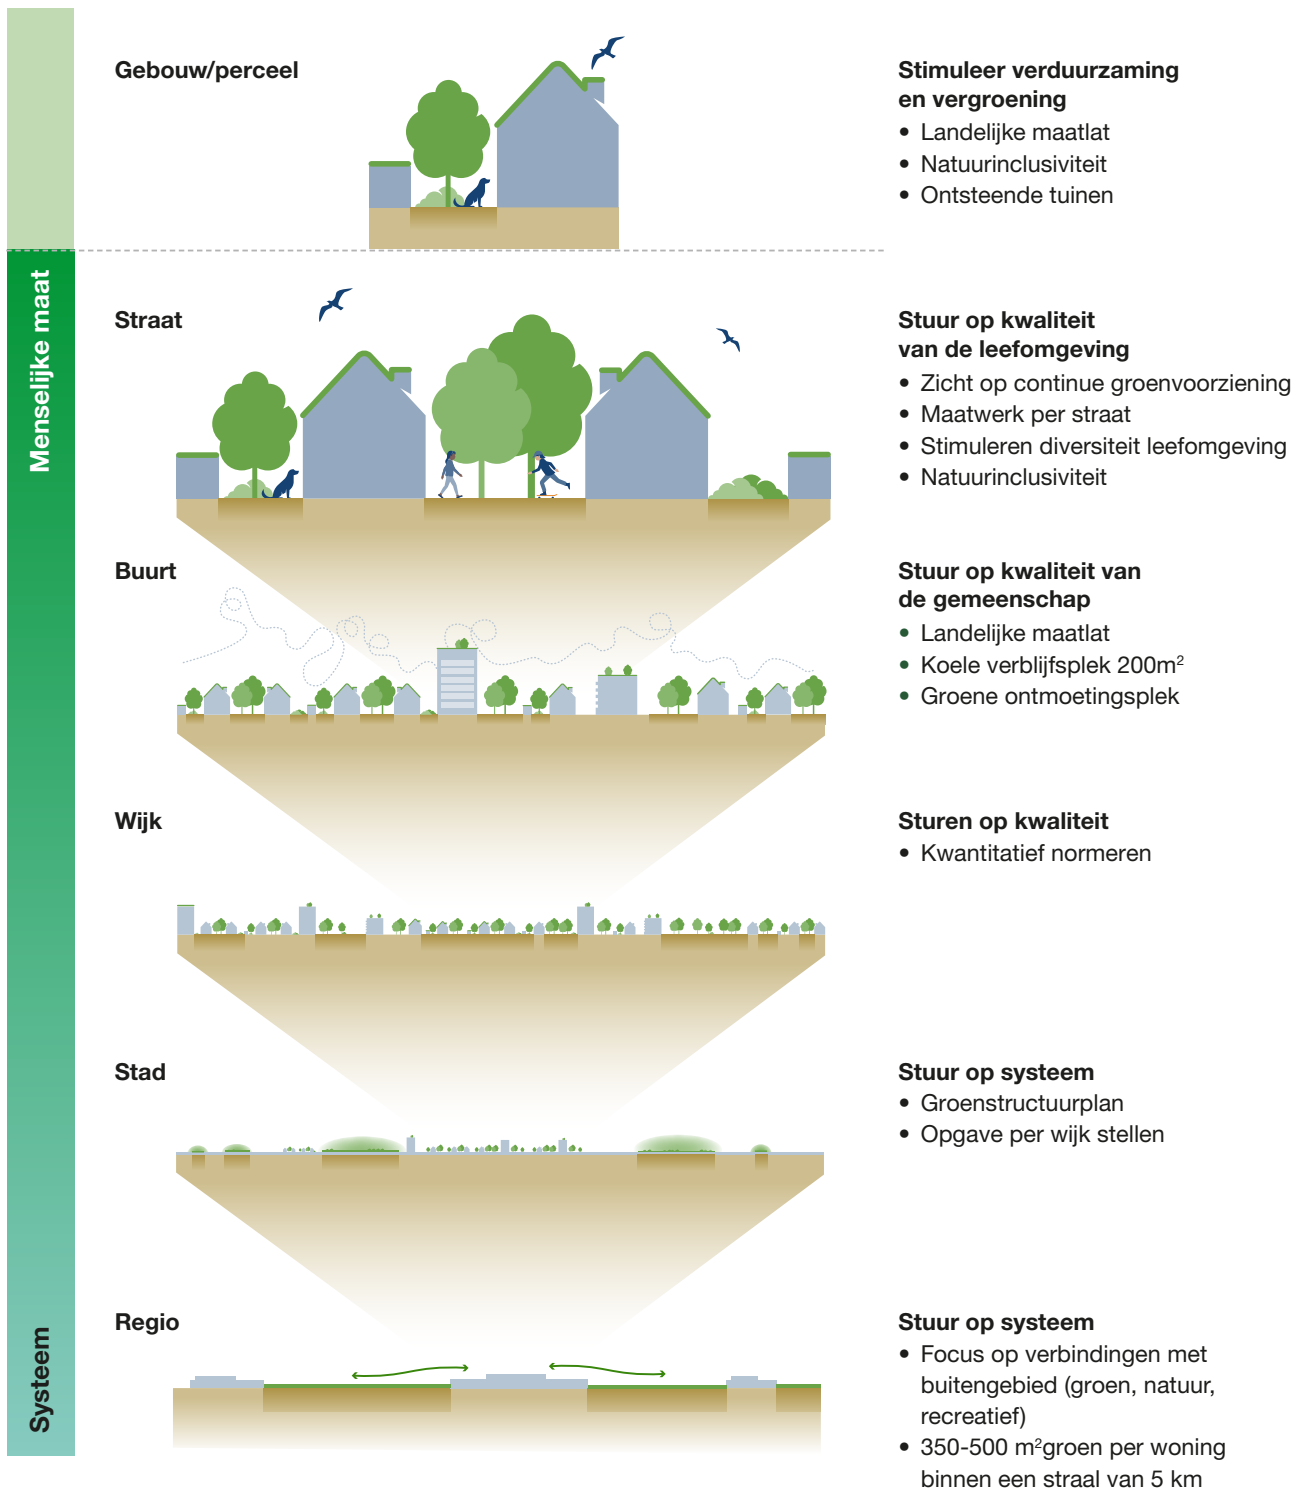 Gebouw/perceel
Stimuleer verduurzaming
en vergroening
• Landelijke maatlat
• Natuurinclusiviteit
• Ontsteende tuinen
Menselijke maat
Straat
Stuur op kwaliteit
van de leefomgeving
• Zicht op continue groenvoorziening
• Maatwerk per straat
• Stimuleren diversiteit leefomgeving
• Natuurinclusiviteit
Buurt
Stuur op kwaliteit van
de gemeenschap
• Landelijke maatlat
• Koele verblijfsplek 200m²
• Groene ontmoetingsplek
Wijk
Sturen op kwaliteit
• Kwantitatief normeren
Stad
Stuur op systeem
• Groenstructuurplan
• Opgave per wijk stellen
Systeem
Regio
Stuur op systeem
• Focus op verbindingen met
buitengebied (groen, natuur,
recreatief)
• 350-500 m²groen per woning
binnen een straal van 5 km